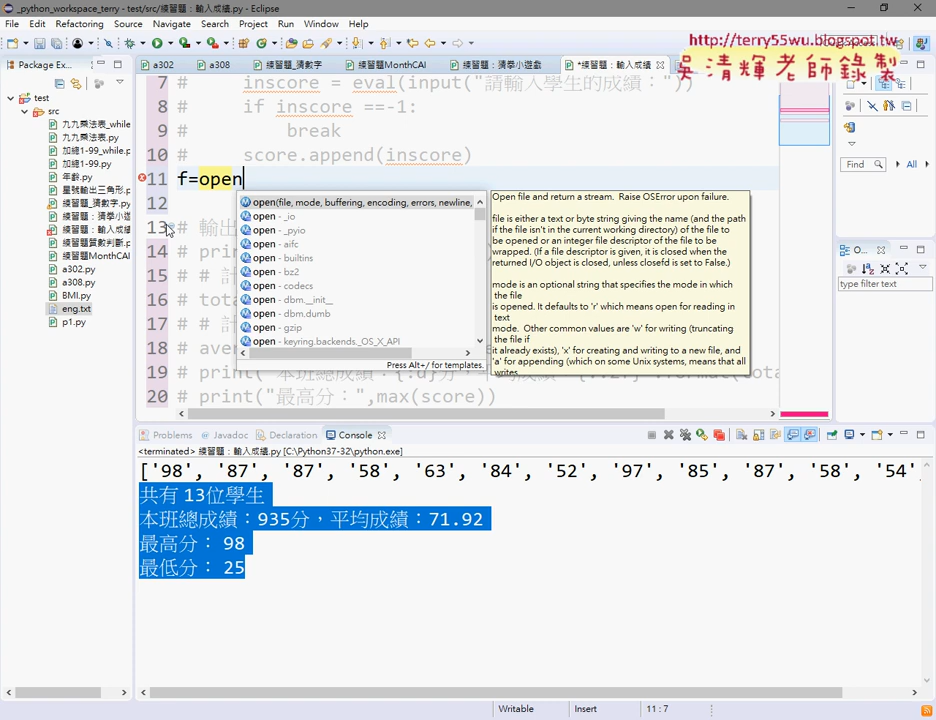 _python_workspace_terry - test/src/練習題：輸入成績.py - Eclipse
File Edit Refactoring Source Navigate Search Project Run Window Help
http://terry55wu.blogspot.tw
吳清輝老師錄製
Package Ex...
a302
a308
練習題_猜數字
練習題MonthCAI
練習題：猜學小遊戲
*練習題：輸入成績
test
src
九九乘法表_while
九九乘法表.py
加總1-99_while.p
加總1-99.py
年齡.py
星號輸出三角形.p
練習題_猜數字.p
練習題：猜學小遊
練習題：輸入成績
練習題質數判斷.p
練習題MonthCAI
a302.py
a308.py
BMI.py
eng.txt
p1.py
7 # inscore = eval(input("請輸入學生的成績："))
8 # if inscore ==-1:
9 # break
10 # score.append(inscore)
11 f=open
12
13 # 輸出
14 # prin
15 # # 計
16 # tota
17 # # 計
18 # aver
19 # print("本班總成績：{:d}分，平均成績：{:.2f}".format(tota
20 # print("最高分：",max(score))
open(file, mode, buffering, encoding, errors, newline,
open - _io
open - _pyio
open - aifc
open - builtins
open - bz2
open - codecs
open - dbm.__init__
open - dbm.dumb
open - gzip
open - keyring.backends._OS_X_API
Press Alt+/ for templates.
Open file and return a stream. Raise OSError upon failure.
file is either a text or byte string giving the name (and the path
if the file isn't in the current working directory) of the file to
be opened or an integer file descriptor of the file to be
wrapped. (If a file descriptor is given, it is closed when the
returned I/O object is closed, unless closefd is set to False.)
mode is an optional string that specifies the mode in which
the file
is opened. It defaults to 'r' which means open for reading in
text
mode. Other common values are 'w' for writing (truncating
the file if
it already exists), 'x' for creating and writing to a new file, and
'a' for appending (which on some Unix systems, means that all
writes
Find
All
O...
type filter text
Problems Javadoc Declaration Console
<terminated> 練習題：輸入成績.py [C:\Python37-32\python.exe]
['98', '87', '87', '58', '63', '84', '52', '97', '85', '87', '58', '54',
共有 13位學生
本班總成績：935分，平均成績：71.92
最高分： 98
最低分： 25
Writable Insert 11 : 7